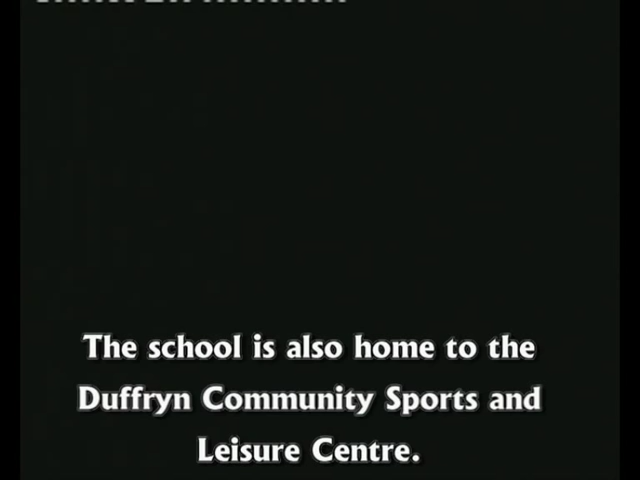 The school is also home to the
Duffryn Community Sports and
Leisure Centre.